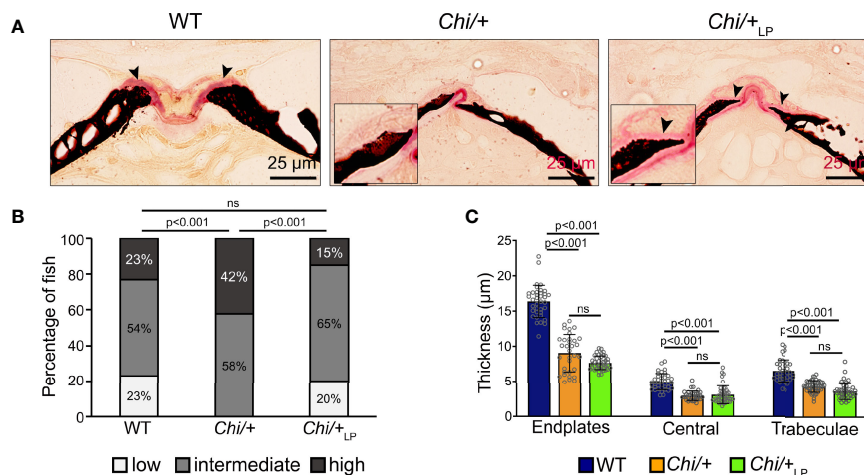 A
WT
Chi/+
Chi/+LP
25 µm
25 µm
25 µm
B
ns
p<0.001
p<0.001
Percentage of fish
100
80
60
40
20
0
23%
54%
23%
42%
58%
15%
65%
20%
WT
Chi/+
Chi/+LP
low
intermediate
high
C
Thickness (µm)
25
20
15
10
5
0
p<0.001
p<0.001
ns
p<0.001
p<0.001
ns
p<0.001
p<0.001
ns
Endplates
Central
Trabeculae
WT
Chi/+
Chi/+LP